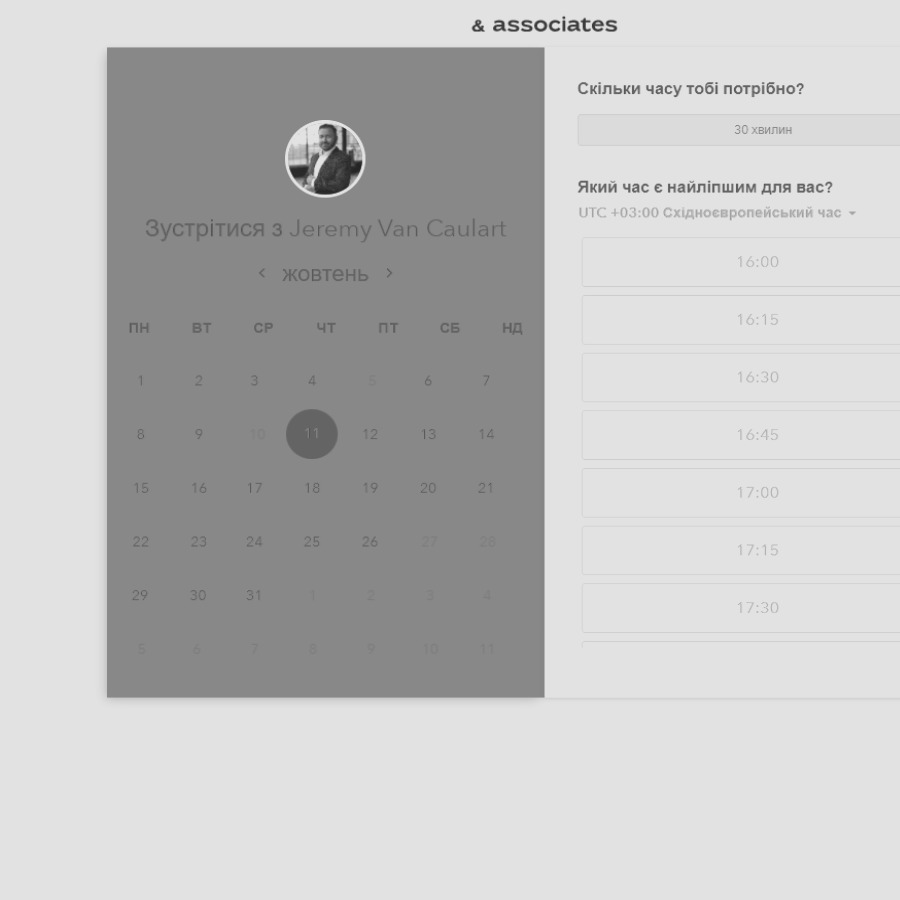 & associates
Зустрітися з Jeremy Van Caulart
жовтень
ПН ВТ СР ЧТ ПТ СБ НД
1 2 3 4 5 6 7
8 9 10 11 12 13 14
15 16 17 18 19 20 21
22 23 24 25 26 27 28
29 30 31 1 2 3 4
5 6 7 8 9 10 11
Скільки часу тобі потрібно?
30 хвилин
Який час є найліпшим для вас?
UTC +03:00 Східноєвропейський час
16:00
16:15
16:30
16:45
17:00
17:15
17:30